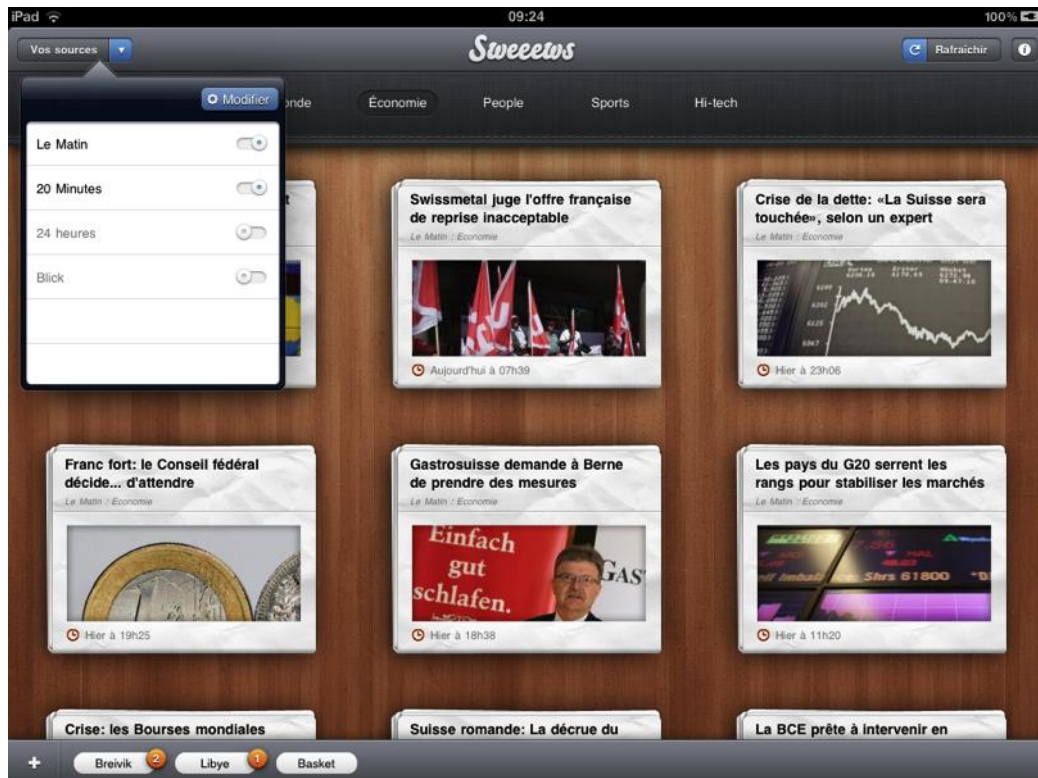 iPad
09:24
100%
Vos sources
Sweeews
Rafraîchir
Modifier
onde
Économie
People
Sports
Hi-tech
Le Matin
20 Minutes
24 heures
Blick
t
Swissmetal juge l'offre française
de reprise inacceptable
Le Matin : Economie
Aujourd'hui à 07h39
Crise de la dette: «La Suisse sera
touchée», selon un expert
Le Matin : Economie
Hier à 23h06
Franc fort: le Conseil fédéral
décide... d'attendre
Le Matin : Economie
Hier à 19h25
Gastrosuisse demande à Berne
de prendre des mesures
Le Matin : Economie
Einfach
gut
schlafen.
GAS
Hier à 18h38
Les pays du G20 serrent les
rangs pour stabiliser les marchés
Le Matin : Economie
Shrs 61800
Hier à 11h20
Crise: les Bourses mondiales
Suisse romande: La décrue du
La BCE prête à intervenir en
+
Breivik 2
Libye 1
Basket